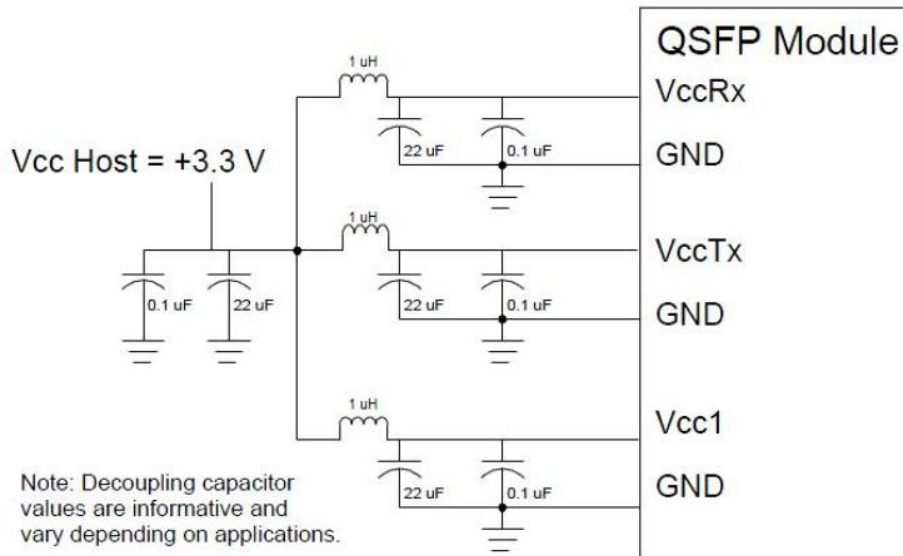 QSFP Module
1 uH
VccRx
22 uF
0.1 uF
GND
Vcc Host = +3.3 V
1 uH
VccTx
0.1 uF
22 uF
22 uF
0.1 uF
GND
1 uH
Vcc1
22 uF
0.1 uF
GND
Note: Decoupling capacitor
values are informative and
vary depending on applications.